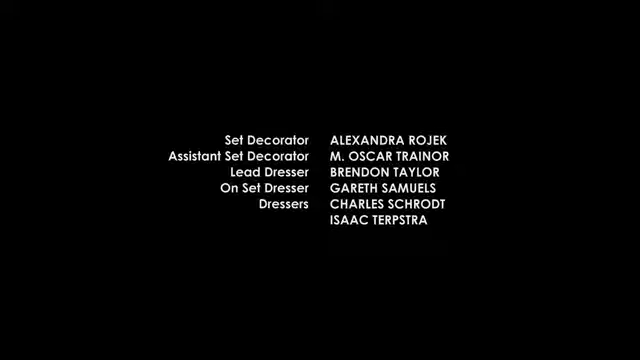 Set Decorator ALEXANDRA ROJEK
Assistant Set Decorator M. OSCAR TRAINOR
Lead Dresser BRENDON TAYLOR
On Set Dresser GARETH SAMUELS
Dressers CHARLES SCHRODT
ISAAC TERPSTRA